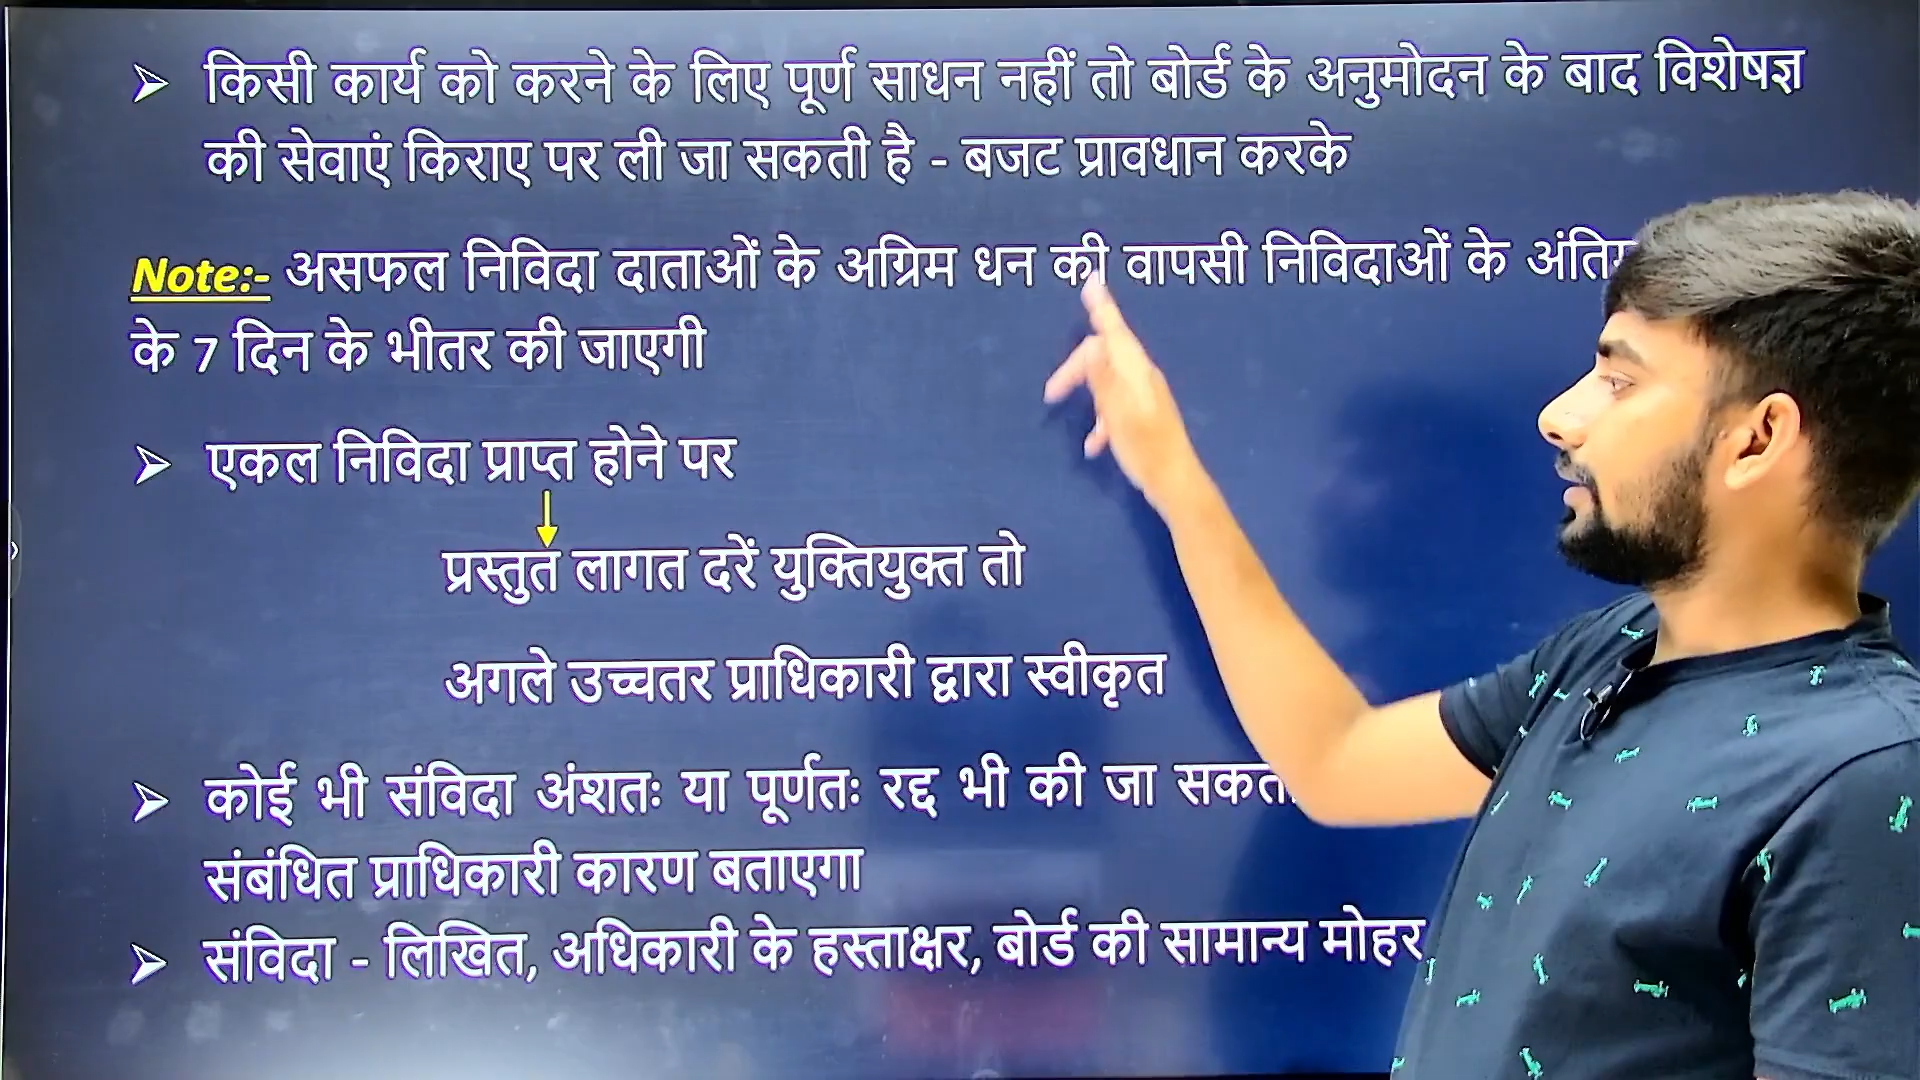 ➢ किसी कार्य को करने के लिए पूर्ण साधन नहीं तो बोर्ड के अनुमोदन के बाद विशेषज्ञ
की सेवाएं किराए पर ली जा सकती है - बजट प्रावधान करके
Note:- असफल निविदा दाताओं के अग्रिम धन की वापसी निविदाओं के
के 7 दिन के भीतर की जाएगी
➢ एकल निविदा प्राप्त होने पर
प्रस्तुत लागत दरें युक्तियुक्त तो
अगले उच्चतर प्राधिकारी द्वारा स्वीकृत
➢ कोई भी संविदा अंशतः या पूर्णतः रद्द भी की जा
संबंधित प्राधिकारी कारण बताएगा
➢ संविदा - लिखित, अधिकारी के हस्ताक्षर, बोर्ड की सामान्य मोहर